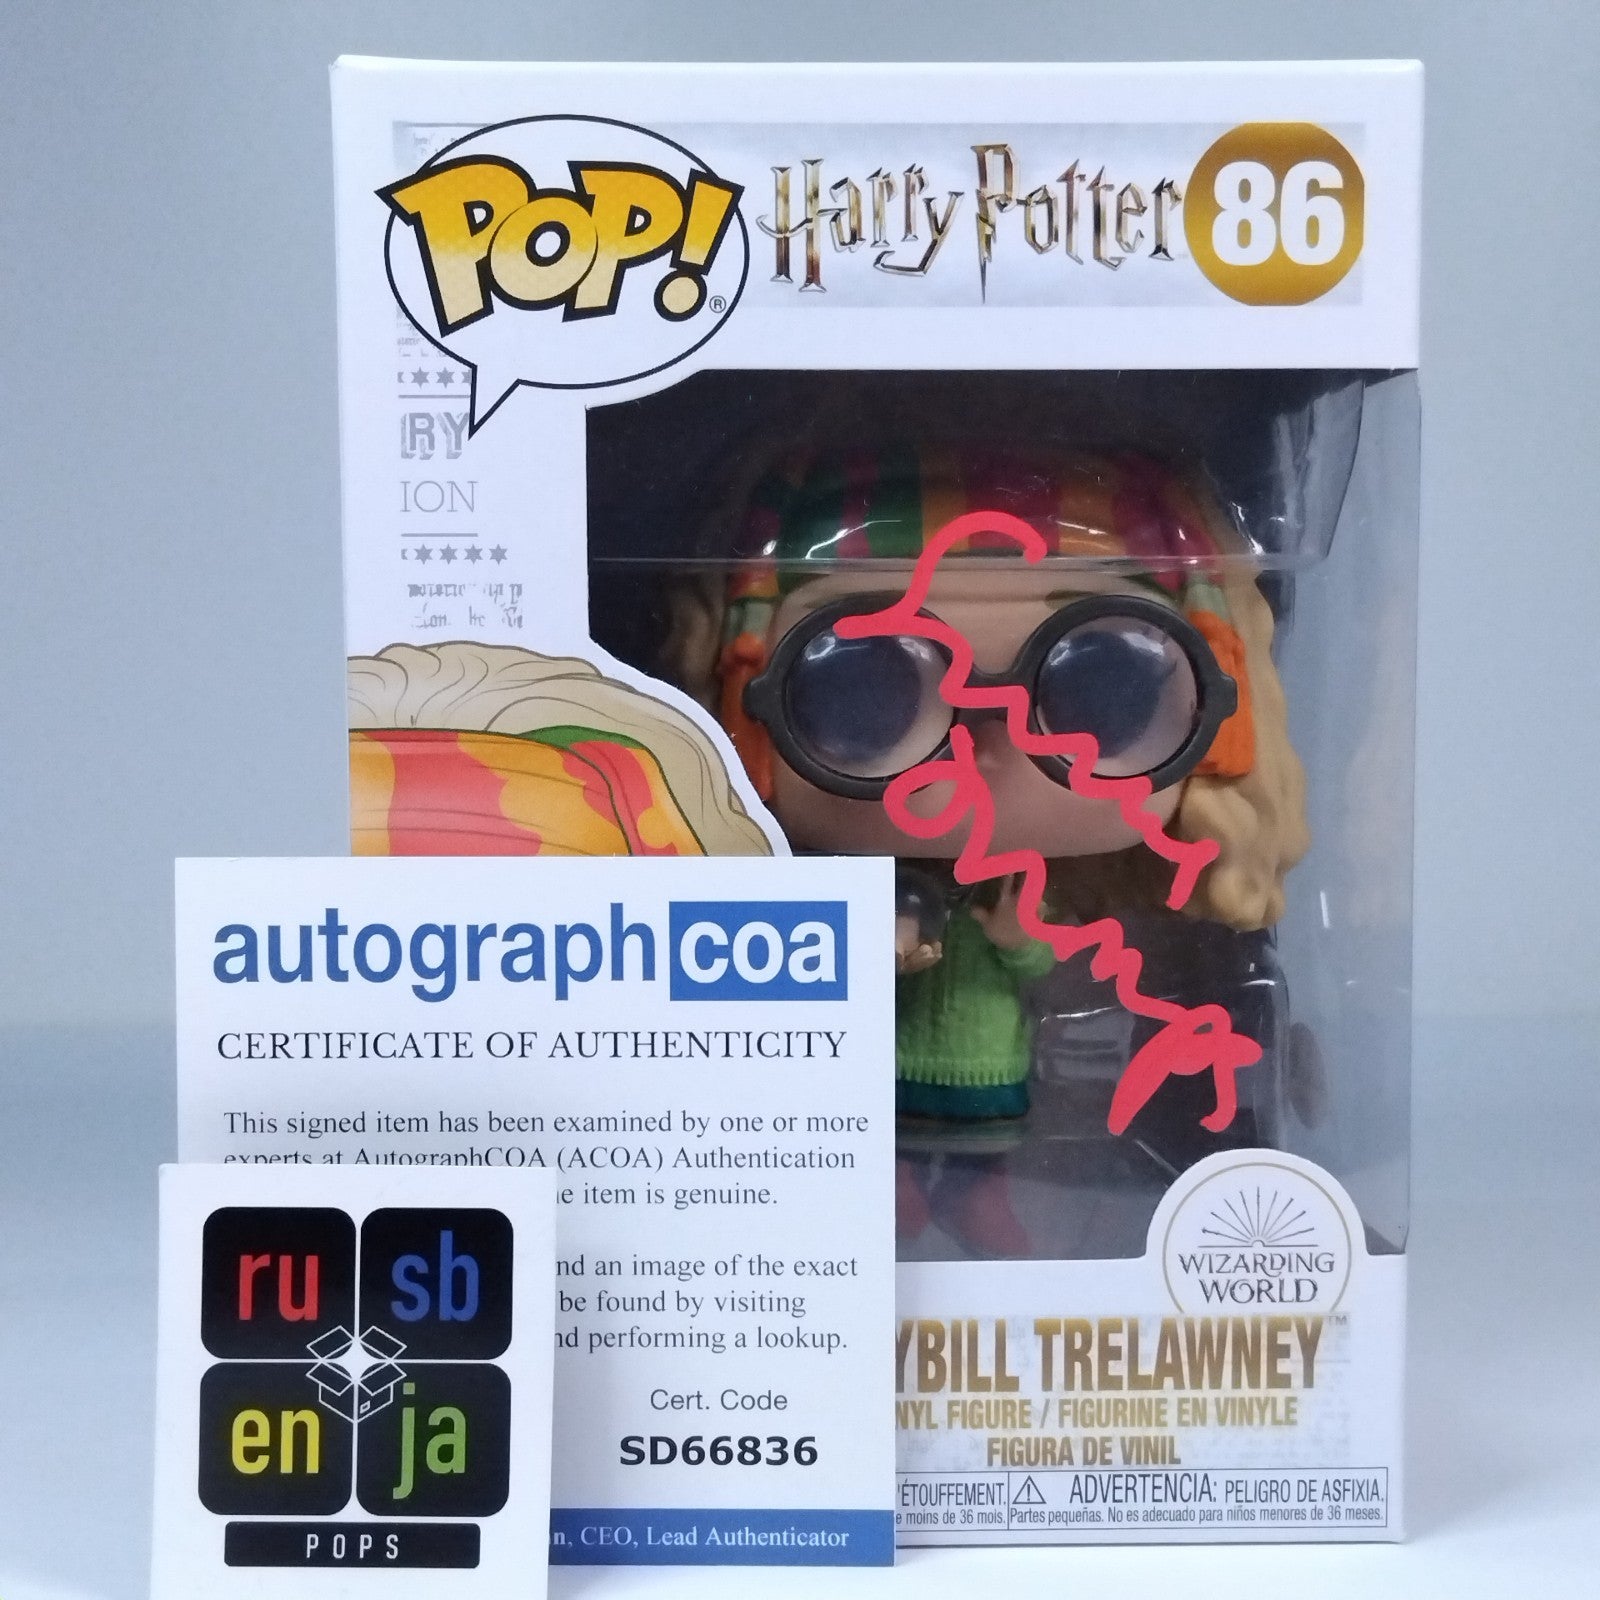 POP!®
Harry Potter
86
RY
ION
autograph coa
CERTIFICATE OF AUTHENTICITY
This signed item has been examined by one or more
experts at AutographCOA (ACOA) Authentication
e item is genuine.
nd an image of the exact
be found by visiting
nd performing a lookup.
Cert. Code
SD66836
n, CEO, Lead Authenticator
ru sb
en ja
POPS
WIZARDING
WORLD
YBILL TRELAWNEY™
NYL FIGURE / FIGURINE EN VINYLE
FIGURA DE VINIL
'ÉTOUFFEMENT.
e moins de 36 mois.
ADVERTENCIA: PELIGRO DE ASFIXIA.
Partes pequeñas. No es adecuado para niños menores de 36 meses.